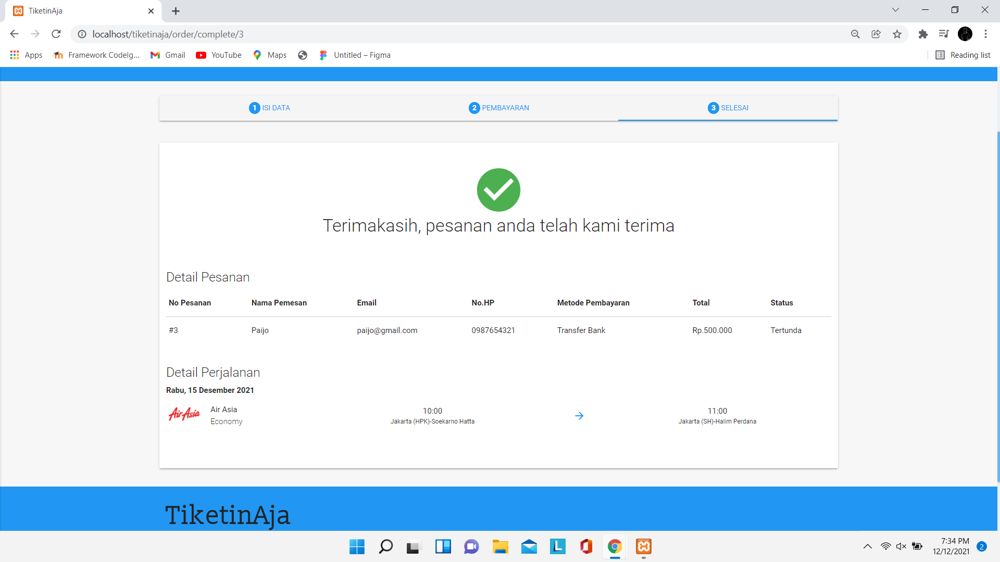 TiketinAja
localhost/tiketinaja/order/complete/3
Apps Framework CodeIg... Gmail YouTube Maps Untitled – Figma Reading list
1 ISI DATA 2 PEMBAYARAN 3 SELESAI
Terimakasih, pesanan anda telah kami terima
Detail Pesanan
No Pesanan Nama Pemesan Email No.HP Metode Pembayaran Total Status
#3 Paijo paijo@gmail.com 0987654321 Transfer Bank Rp.500.000 Tertunda
Detail Perjalanan
Rabu, 15 Desember 2021
AirAsia Air Asia 10:00 11:00
Economy Jakarta (HPK)-Soekarno Hatta Jakarta (SH)-Halim Perdana
TiketinAja
7:34 PM
12/12/2021 2